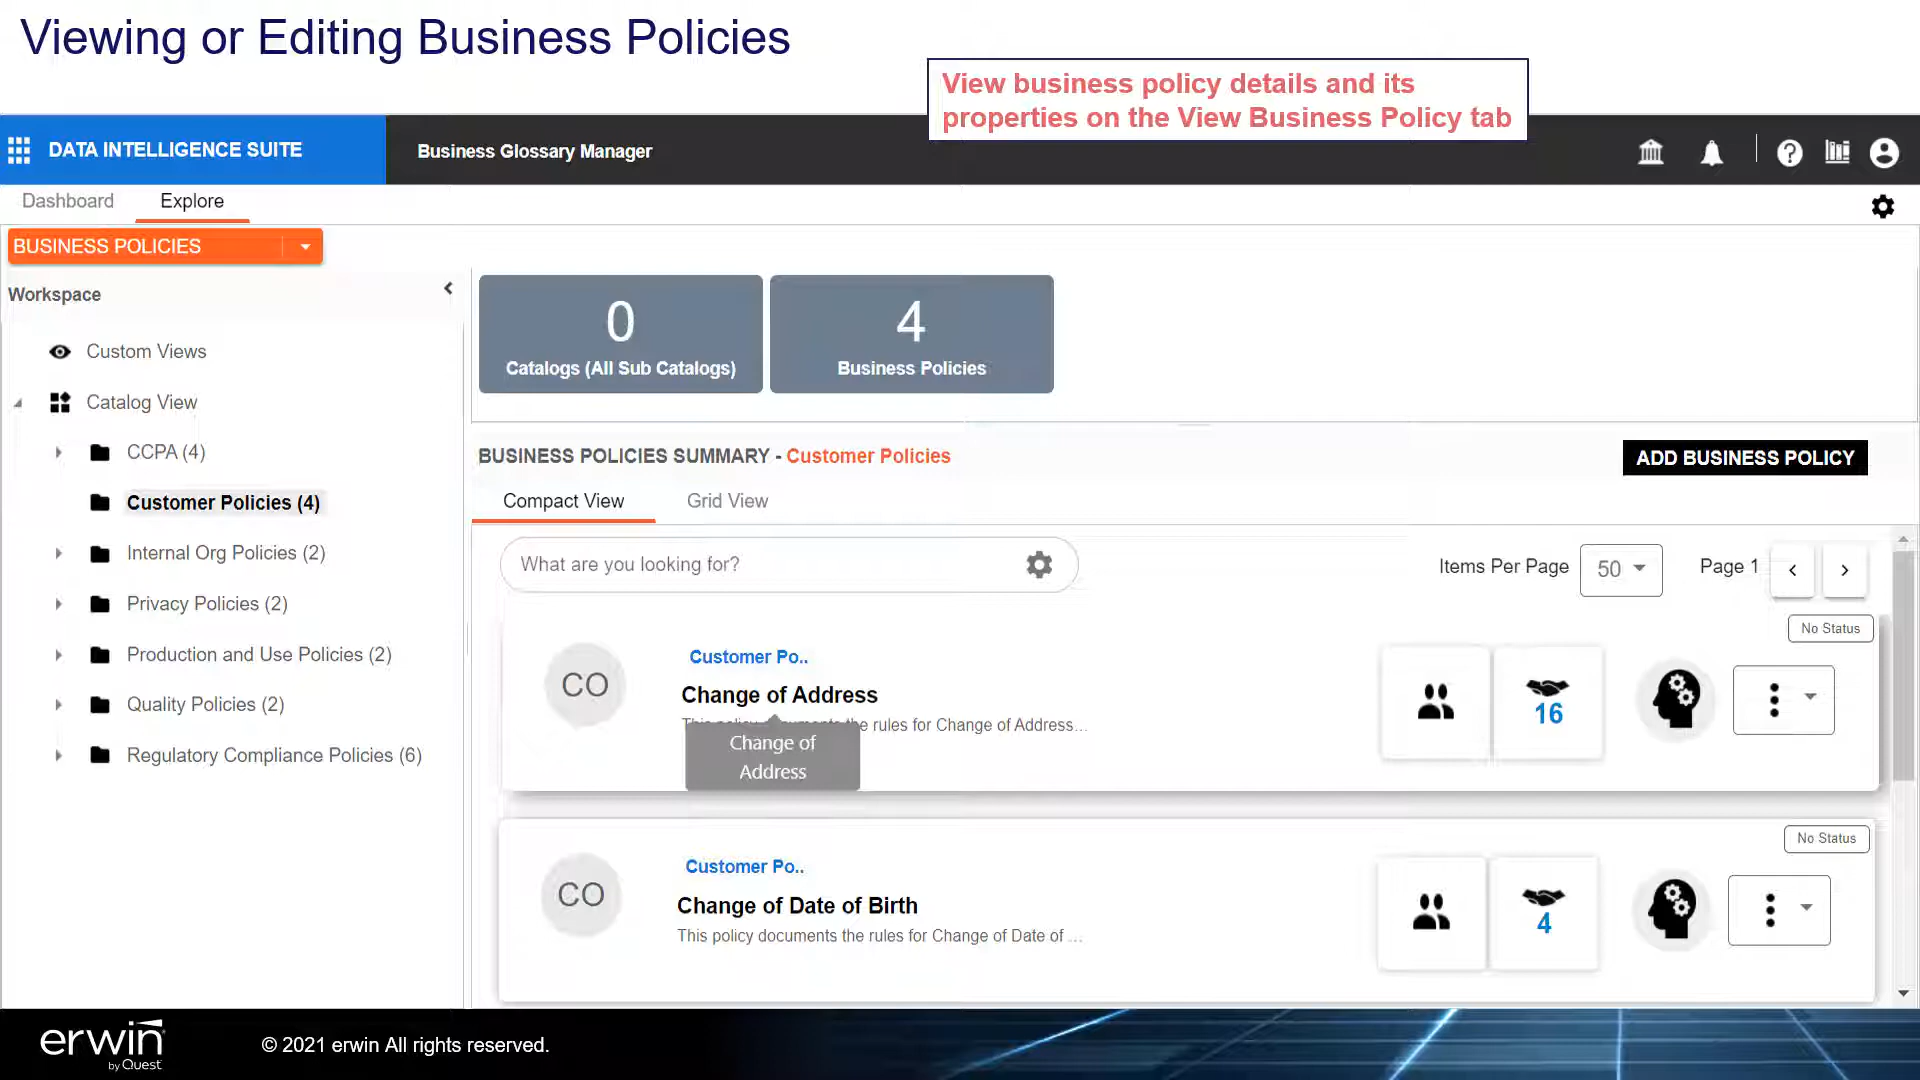 Viewing or Editing Business Policies
View business policy details and its
properties on the View Business Policy tab
DATA INTELLIGENCE SUITE
Business Glossary Manager
Dashboard
Explore
BUSINESS POLICIES
Workspace
Custom Views
Catalog View
CCPA (4)
Customer Policies (4)
Internal Org Policies (2)
Privacy Policies (2)
Production and Use Policies (2)
Quality Policies (2)
Regulatory Compliance Policies (6)
0
Catalogs (All Sub Catalogs)
4
Business Policies
BUSINESS POLICIES SUMMARY - Customer Policies
ADD BUSINESS POLICY
Compact View
Grid View
What are you looking for?
Items Per Page
50
Page 1
No Status
CO
Customer Po..
Change of Address
the rules for Change of Address...
Change of
Address
16
No Status
CO
Customer Po..
Change of Date of Birth
This policy documents the rules for Change of Date of ...
4
erwin
by Quest
© 2021 erwin All rights reserved.